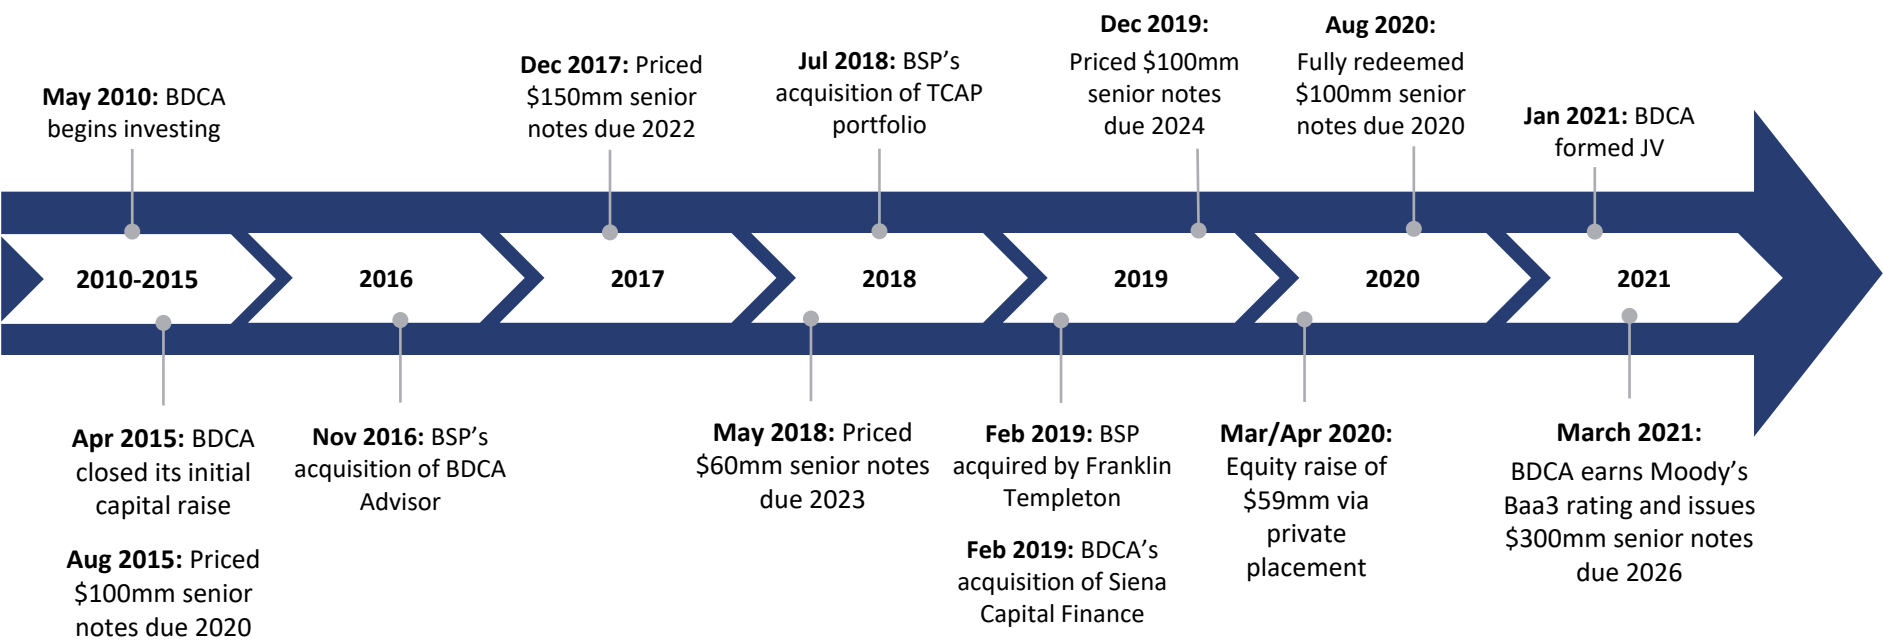 May 2010: BDCA
begins investing
Dec 2017: Priced
$150mm senior
notes due 2022
Jul 2018: BSP’s
acquisition of TCAP
portfolio
Dec 2019:
Priced $100mm
senior notes
due 2024
Aug 2020:
Fully redeemed
$100mm senior
notes due 2020
Jan 2021: BDCA
formed JV
2010-2015
2016
2017
2018
2019
2020
2021
Apr 2015: BDCA
closed its initial
capital raise
Aug 2015: Priced
$100mm senior
notes due 2020
Nov 2016: BSP’s
acquisition of BDCA
Advisor
May 2018: Priced
$60mm senior notes
due 2023
Feb 2019: BSP
acquired by Franklin
Templeton
Feb 2019: BDCA’s
acquisition of Siena
Capital Finance
Mar/Apr 2020:
Equity raise of
$59mm via
private
placement
March 2021:
BDCA earns Moody’s
Baa3 rating and issues
$300mm senior notes
due 2026